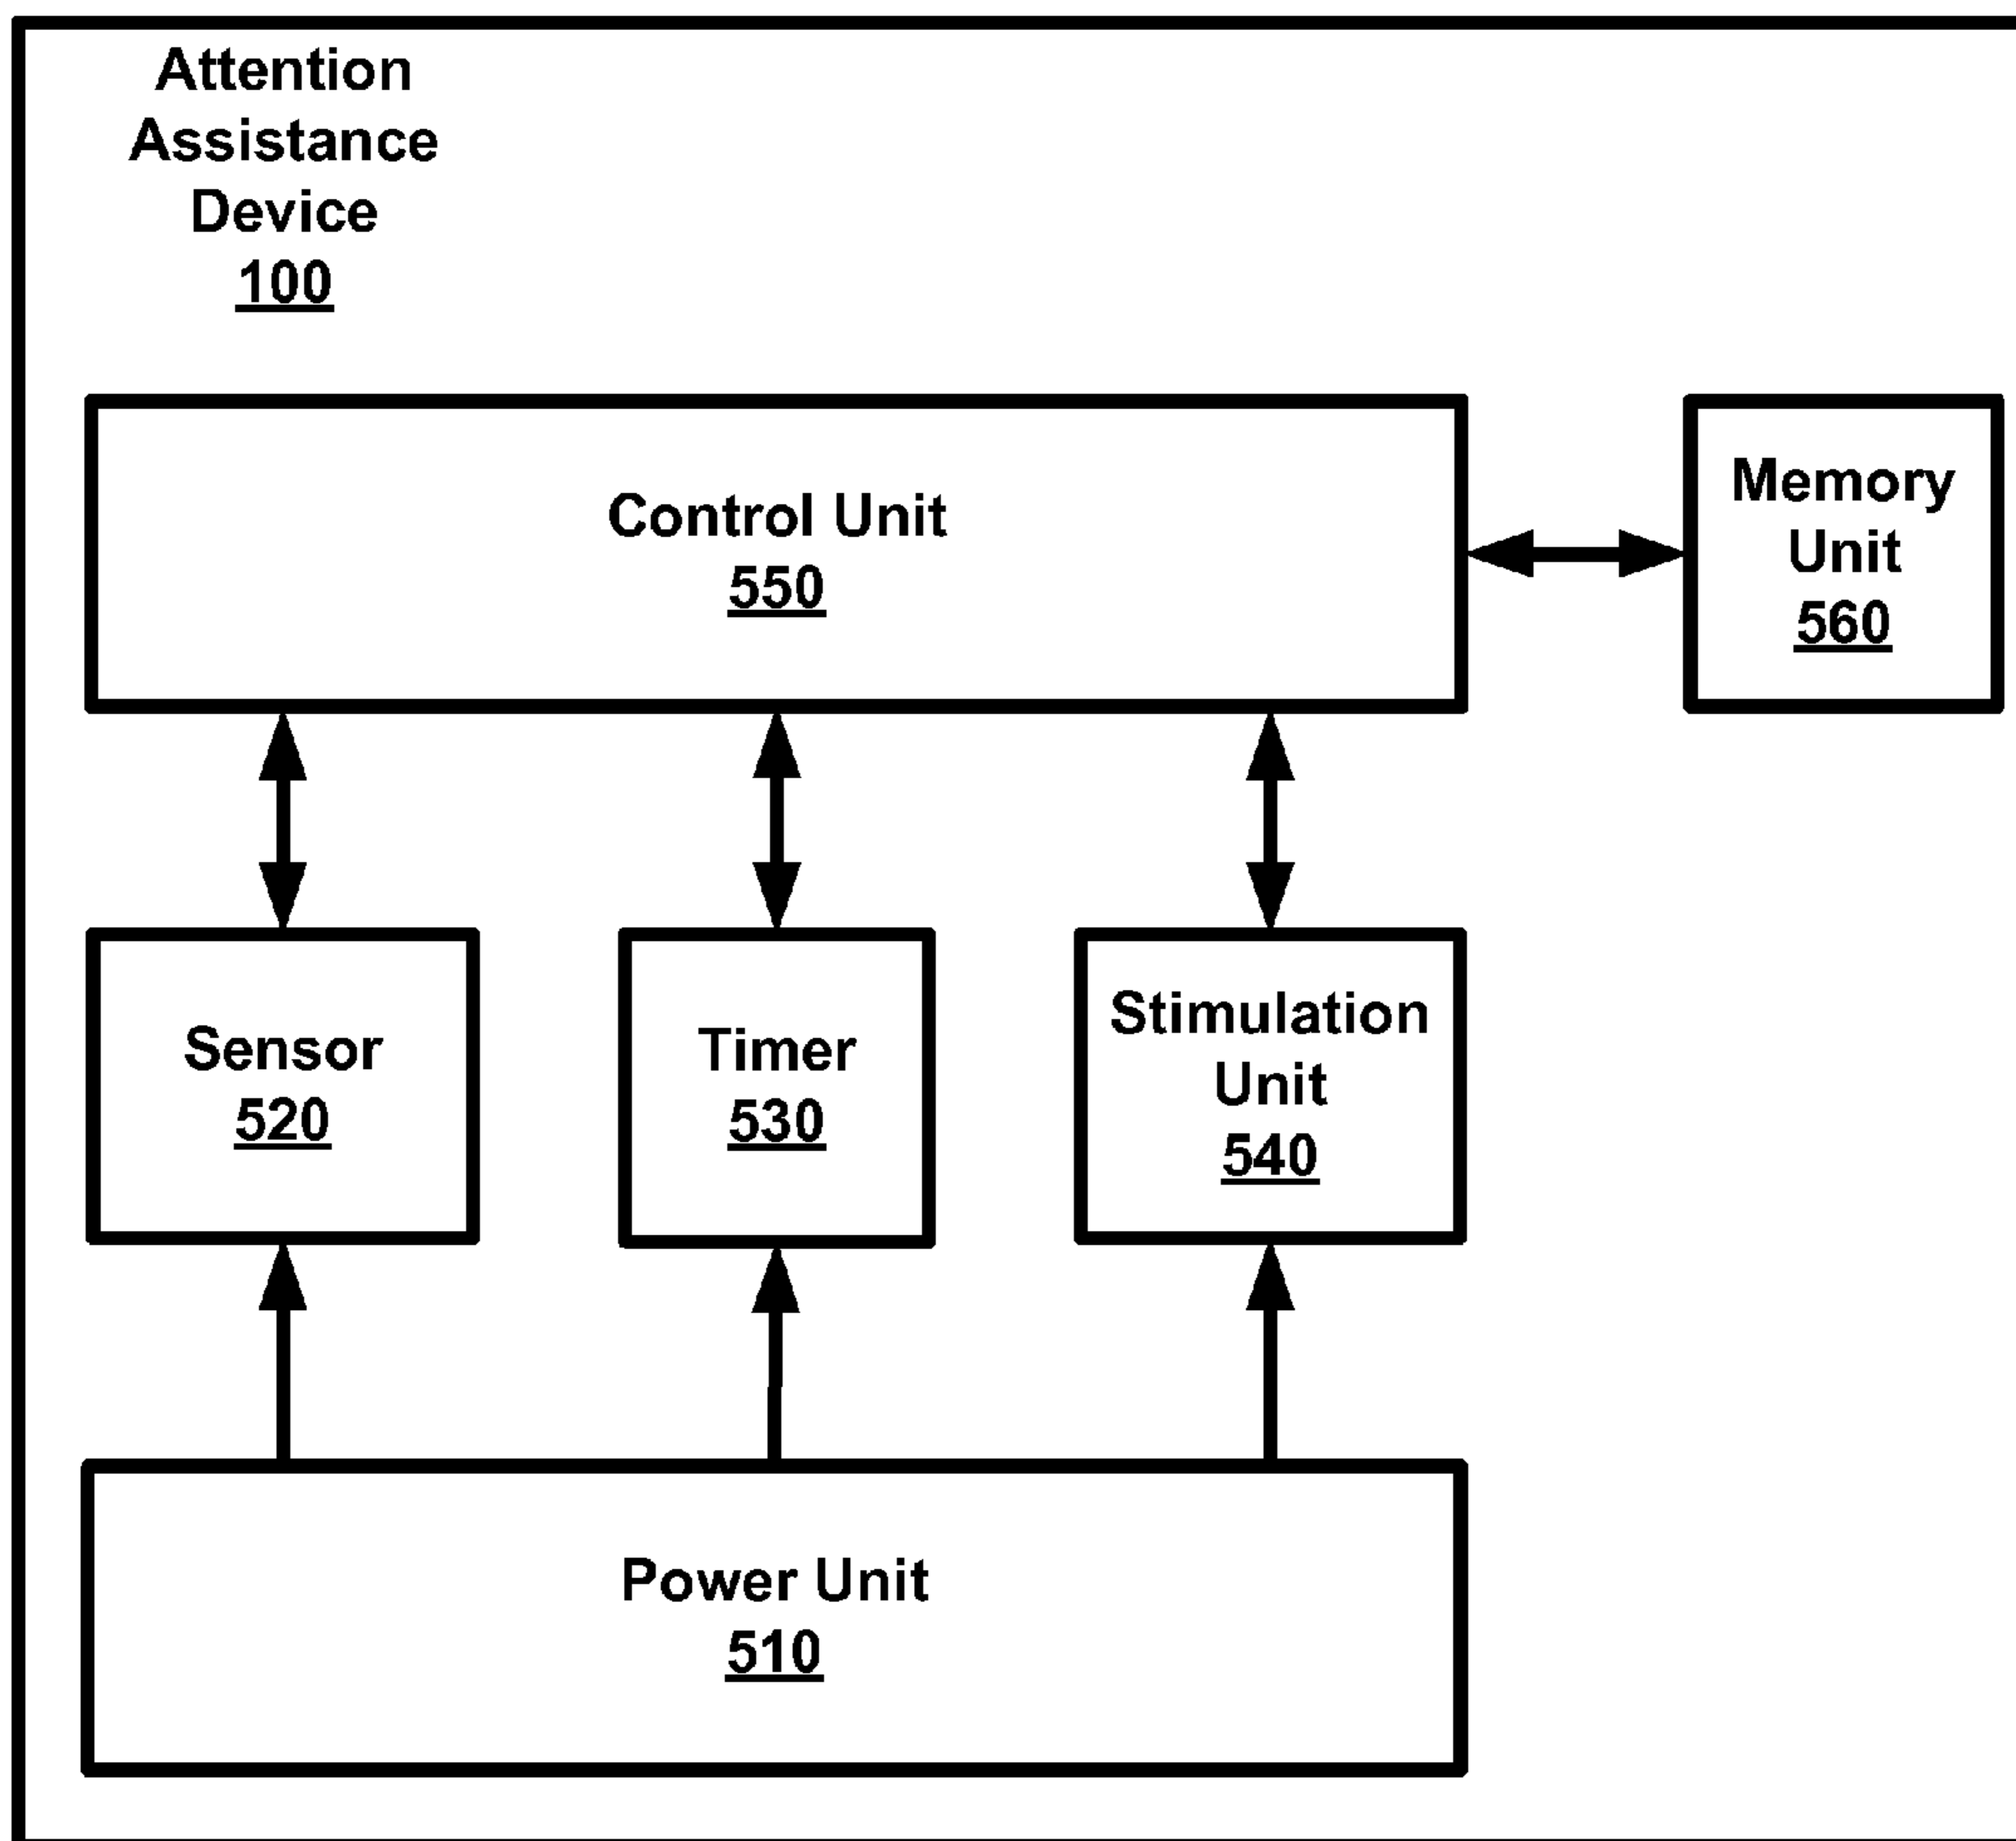 Attention
Assistance
Device
100
Control Unit
550
Memory
Unit
560
Sensor
520
Timer
530
Stimulation
Unit
540
Power Unit
510